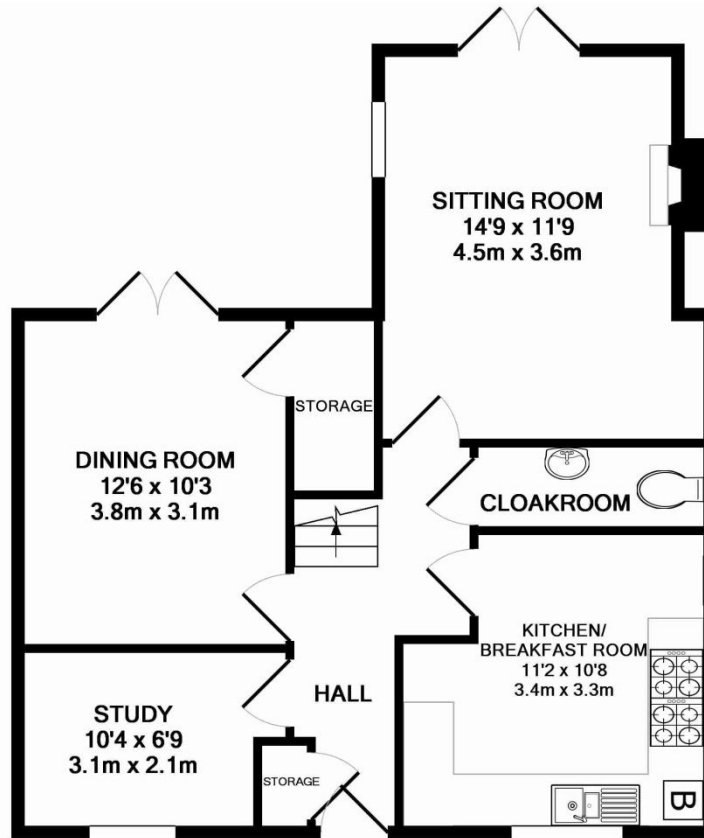 SITTING ROOM
14'9 x 11'9
4.5m x 3.6m
STORAGE
DINING ROOM
12'6 x 10'3
3.8m x 3.1m
CLOAKROOM
KITCHEN/
BREAKFAST ROOM
11'2 x 10'8
3.4m x 3.3m
HALL
STUDY
10'4 x 6'9
3.1m x 2.1m
STORAGE
B